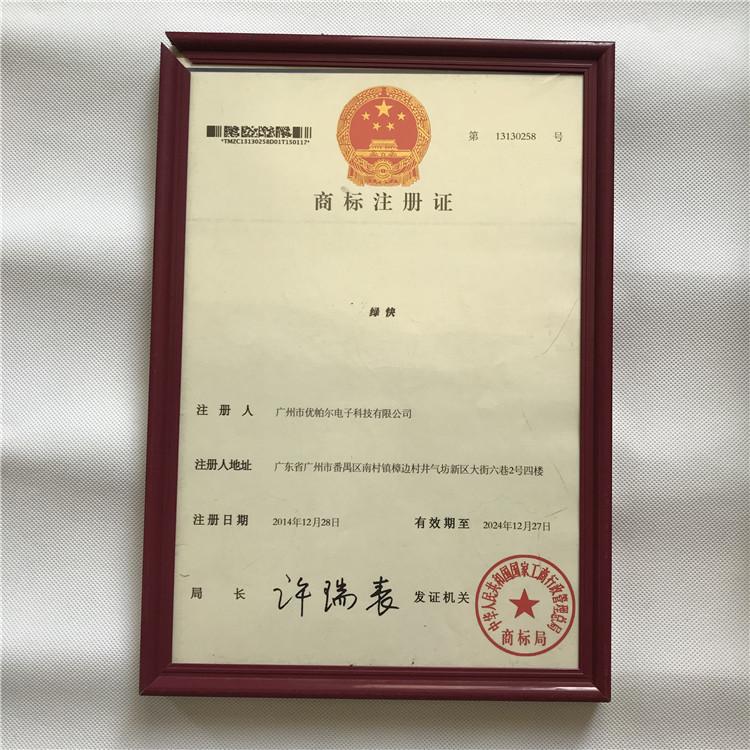 *TMZC13130258D01T150117*
第 13130258 号
商标注册证
绿快
注册人 广州市优帕尔电子科技有限公司
注册人地址 广东省广州市番禺区南村镇樟边村井气坊新区大街六巷2号四楼
注册日期 2014年12月28日 有效期至 2024年12月27日
局长 许瑞表 发证机关
中华人民共和国国家工商行政管理总局
商标局